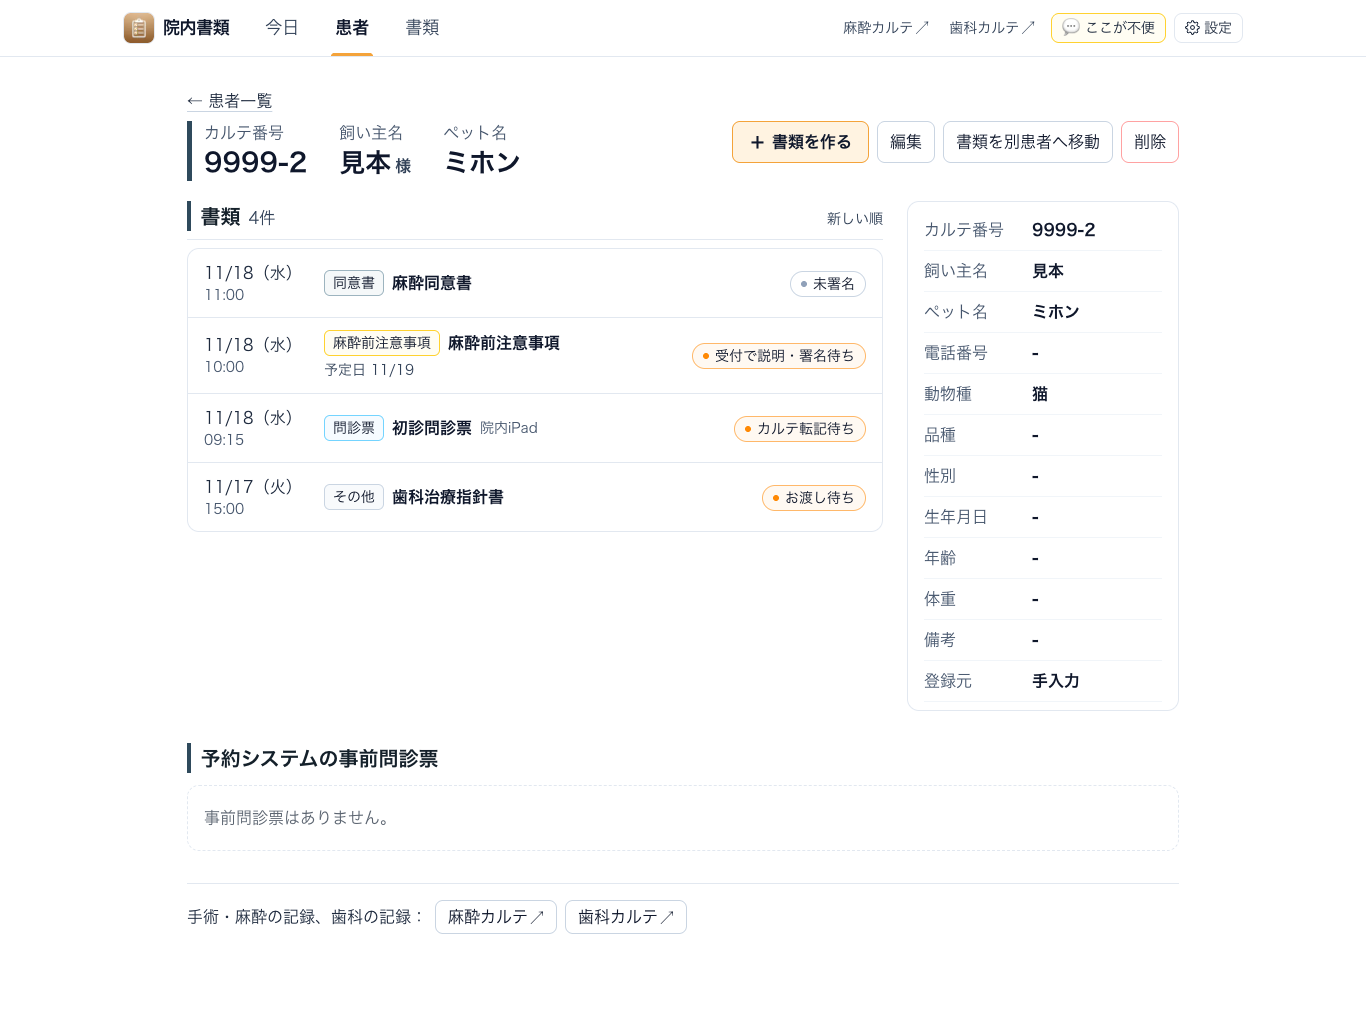 院内書類 今日 患者 書類 麻酔カルテ↗ 歯科カルテ↗ ここが不便 設定
← 患者一覧
カルテ番号 飼い主名 ペット名
9999-2 見本 様 ミホン
＋ 書類を作る 編集 書類を別患者へ移動 削除
書類 4件 新しい順
11/18（水） 11:00 同意書 麻酔同意書 未署名
11/18（水） 10:00 麻酔前注意事項 麻酔前注意事項 受付で説明・署名待ち
予定日 11/19
11/18（水） 09:15 問診票 初診問診票 院内iPad カルテ転記待ち
11/17（火） 15:00 その他 歯科治療指針書 お渡し待ち
カルテ番号 9999-2
飼い主名 見本
ペット名 ミホン
電話番号 -
動物種 猫
品種 -
性別 -
生年月日 -
年齢 -
体重 -
備考 -
登録元 手入力
予約システムの事前問診票
事前問診票はありません。
手術・麻酔の記録、歯科の記録： 麻酔カルテ↗ 歯科カルテ↗